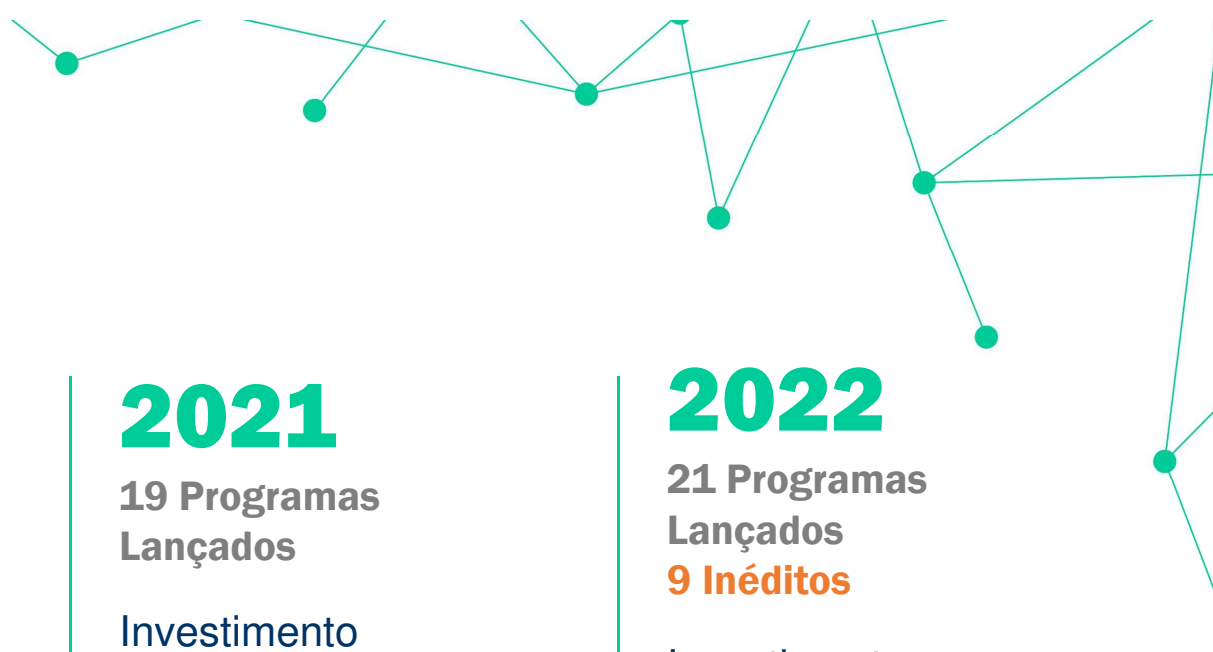 2021
19 Programas
Lançados
Investimento
2022
21 Programas
Lançados
9 Inéditos